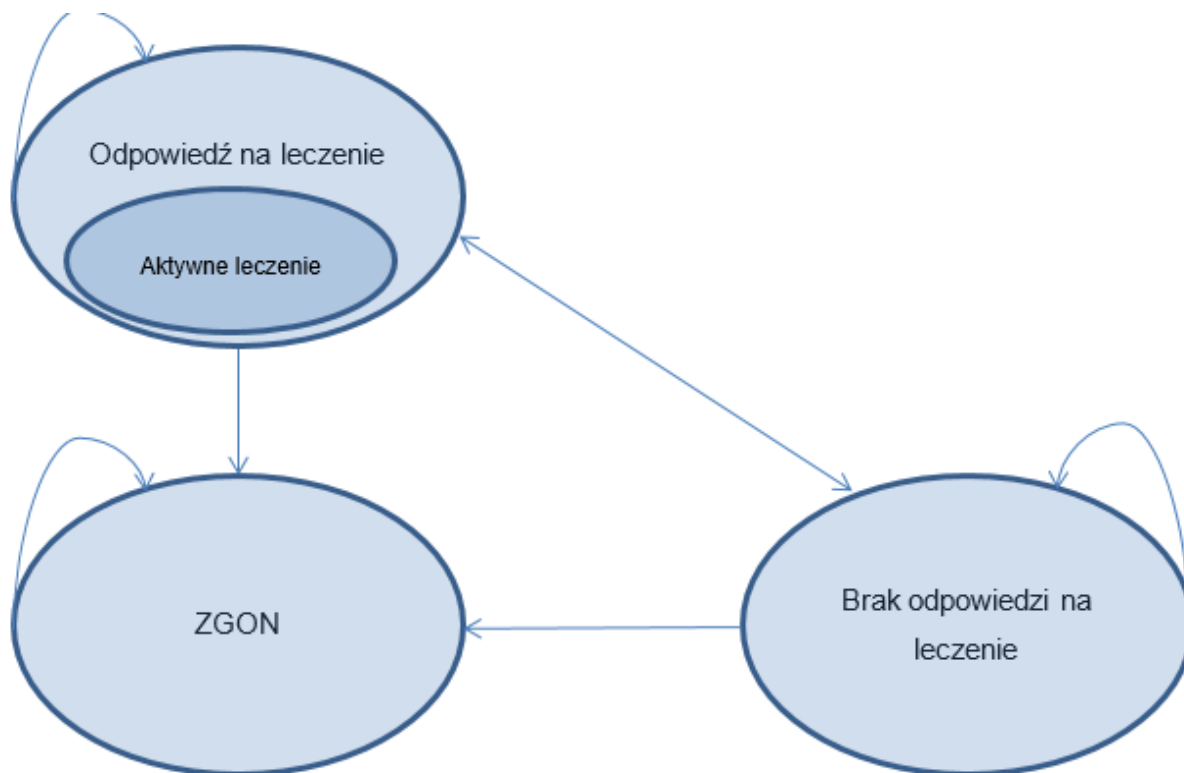 Odpowiedź na leczenie
Aktywne leczenie
ZGON
Brak odpowiedzi na
leczenie